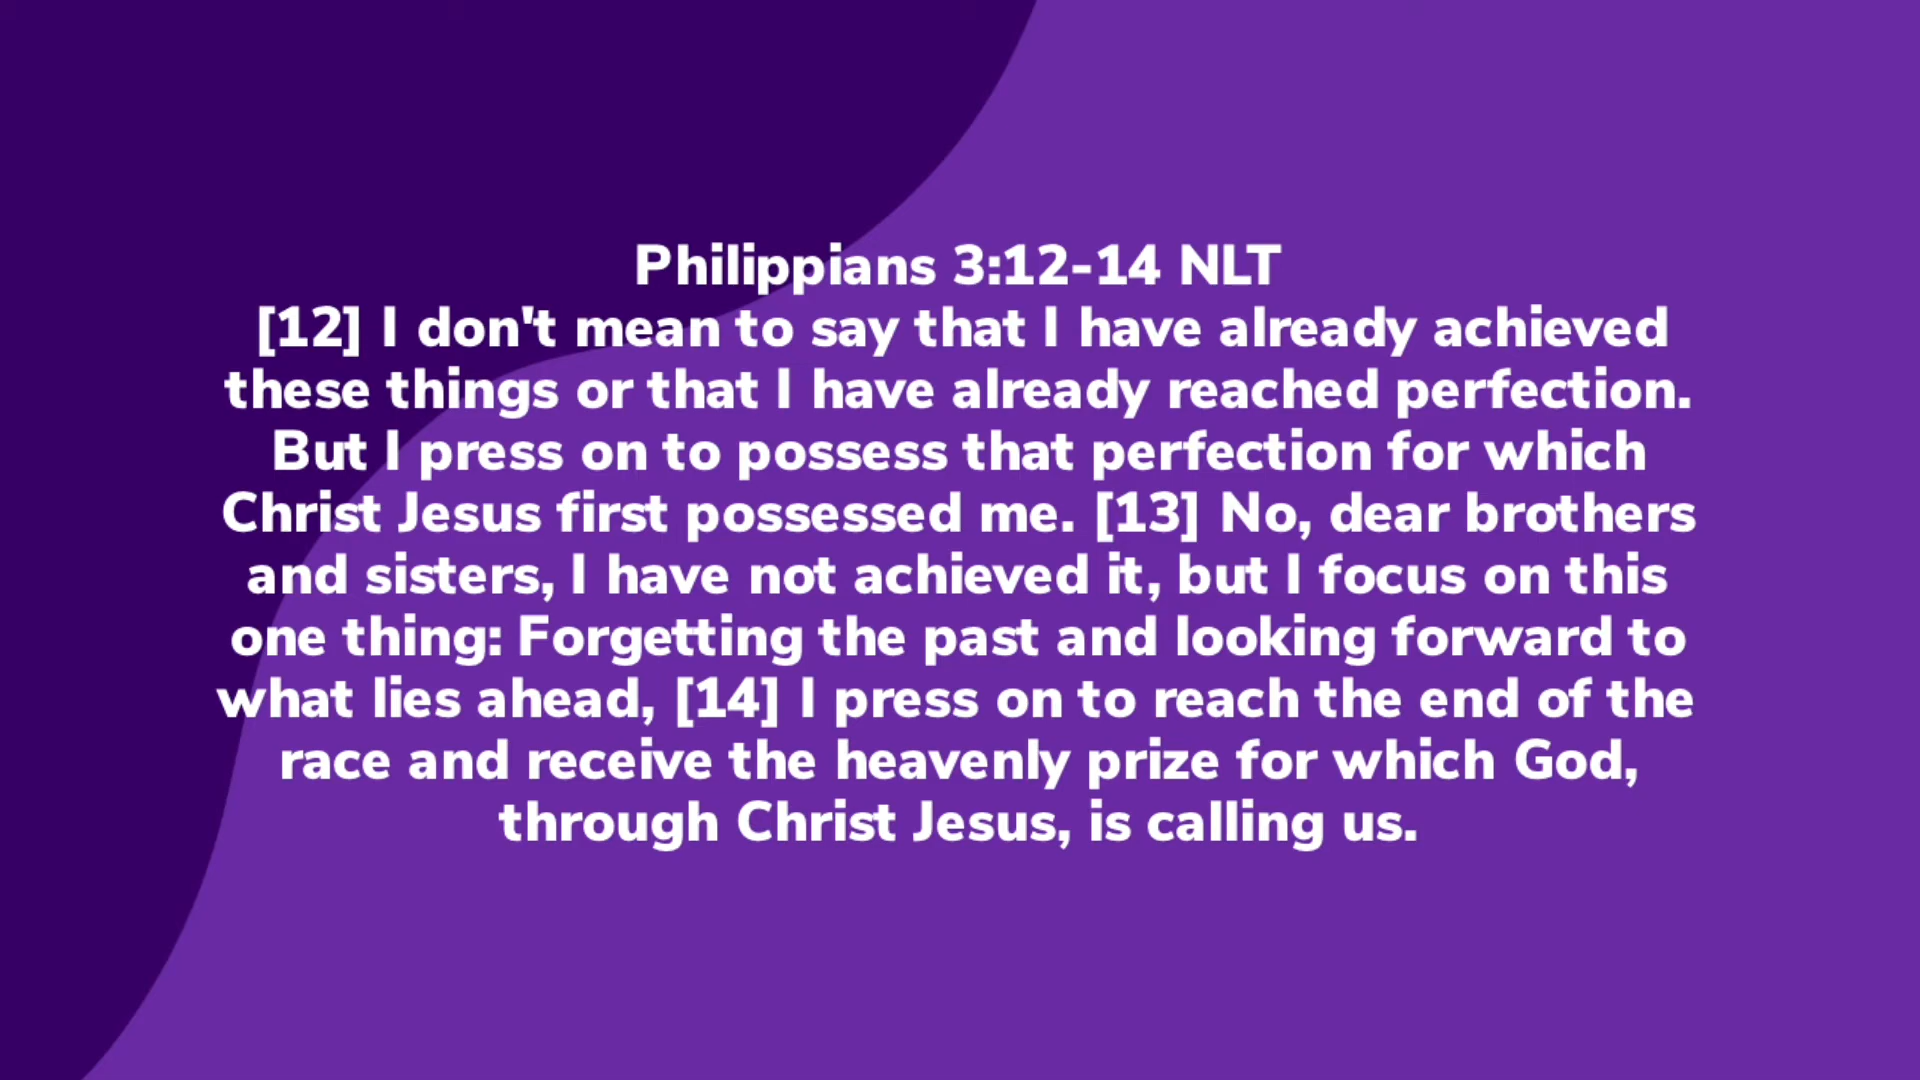 Philippians 3:12-14 NLT
[12] I don't mean to say that I have already achieved
these things or that I have already reached perfection.
But I press on to possess that perfection for which
Christ Jesus first possessed me. [13] No, dear brothers
and sisters, I have not achieved it, but I focus on this
one thing: Forgetting the past and looking forward to
what lies ahead, [14] I press on to reach the end of the
race and receive the heavenly prize for which God,
through Christ Jesus, is calling us.